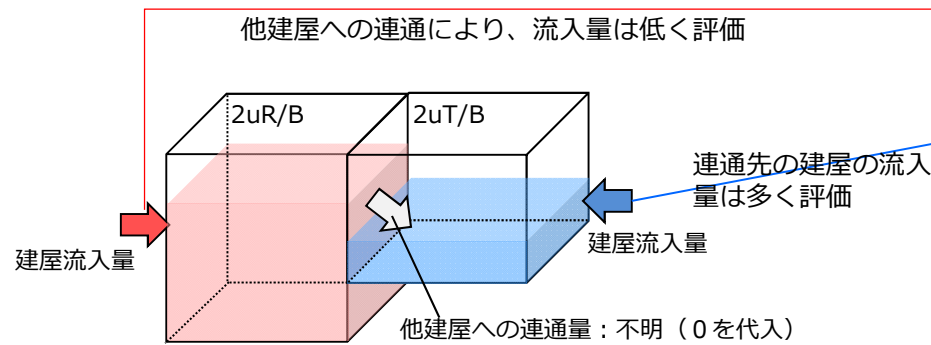 他建屋への連通により、流入量は低く評価
2uR/B
2uT/B
連通先の建屋の流入
量は多く評価
建屋流入量
建屋流入量
他建屋への連通量：不明（０を代入）